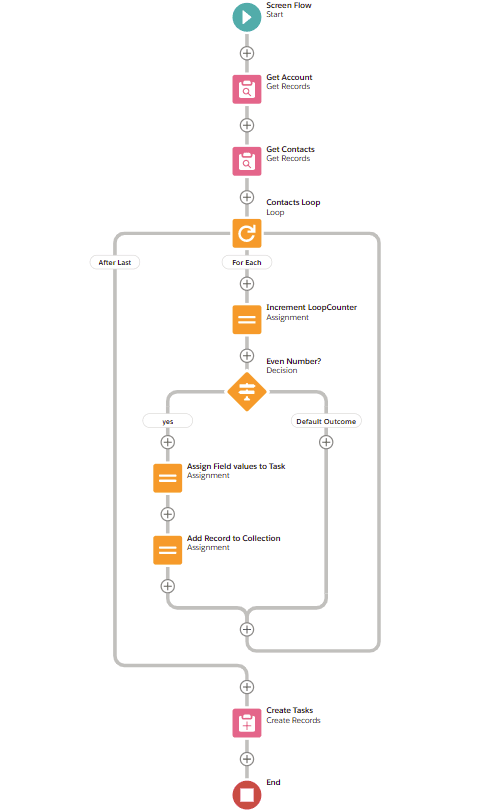 Screen Flow
Start
Get Account
Get Records
Get Contacts
Get Records
Contacts Loop
Loop
After Last
For Each
Increment LoopCounter
Assignment
Even Number?
Decision
yes
Default Outcome
Assign Field values to Task
Assignment
Add Record to Collection
Assignment
Create Tasks
Create Records
End